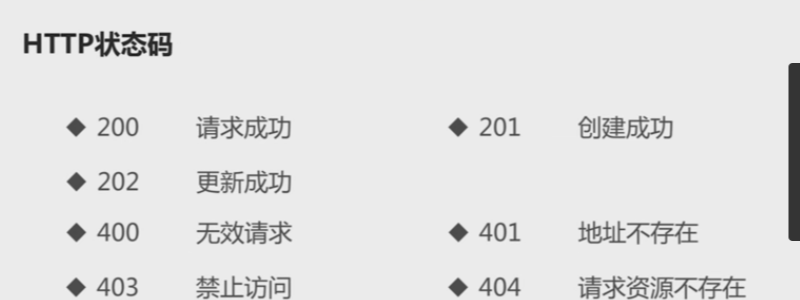 HTTP状态码
◆ 200 请求成功 ◆ 201 创建成功
◆ 202 更新成功
◆ 400 无效请求 ◆ 401 地址不存在
◆ 403 禁止访问 ◆ 404 请求资源不存在